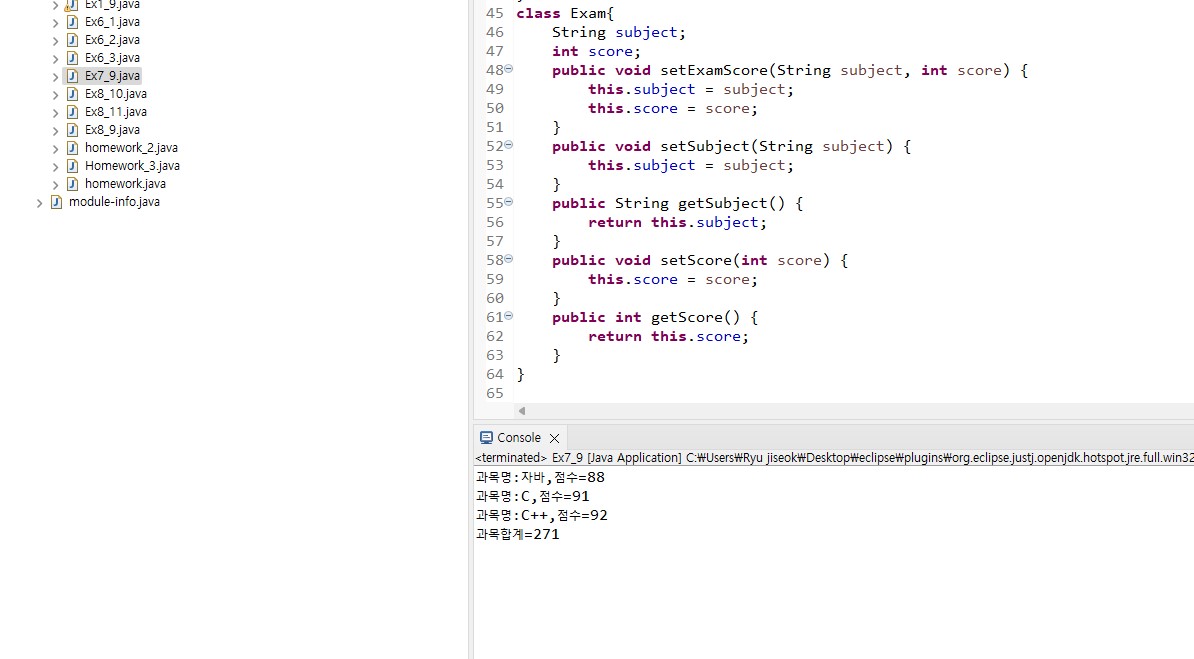 Ex1_9.java
Ex6_1.java
Ex6_2.java
Ex6_3.java
Ex7_9.java
Ex8_10.java
Ex8_11.java
Ex8_9.java
homework_2.java
Homework_3.java
homework.java
module-info.java
45 class Exam{
46 String subject;
47 int score;
48 public void setExamScore(String subject, int score) {
49 this.subject = subject;
50 this.score = score;
51 }
52 public void setSubject(String subject) {
53 this.subject = subject;
54 }
55 public String getSubject() {
56 return this.subject;
57 }
58 public void setScore(int score) {
59 this.score = score;
60 }
61 public int getScore() {
62 return this.score;
63 }
64 }
65
Console
<terminated> Ex7_9 [Java Application] C:₩Users₩Ryu jiseok₩Desktop₩eclipse₩plugins₩org.eclipse.justj.openjdk.hotspot.jre.full.win32
과목명:자바,점수=88
과목명:C,점수=91
과목명:C++,점수=92
과목합계=271